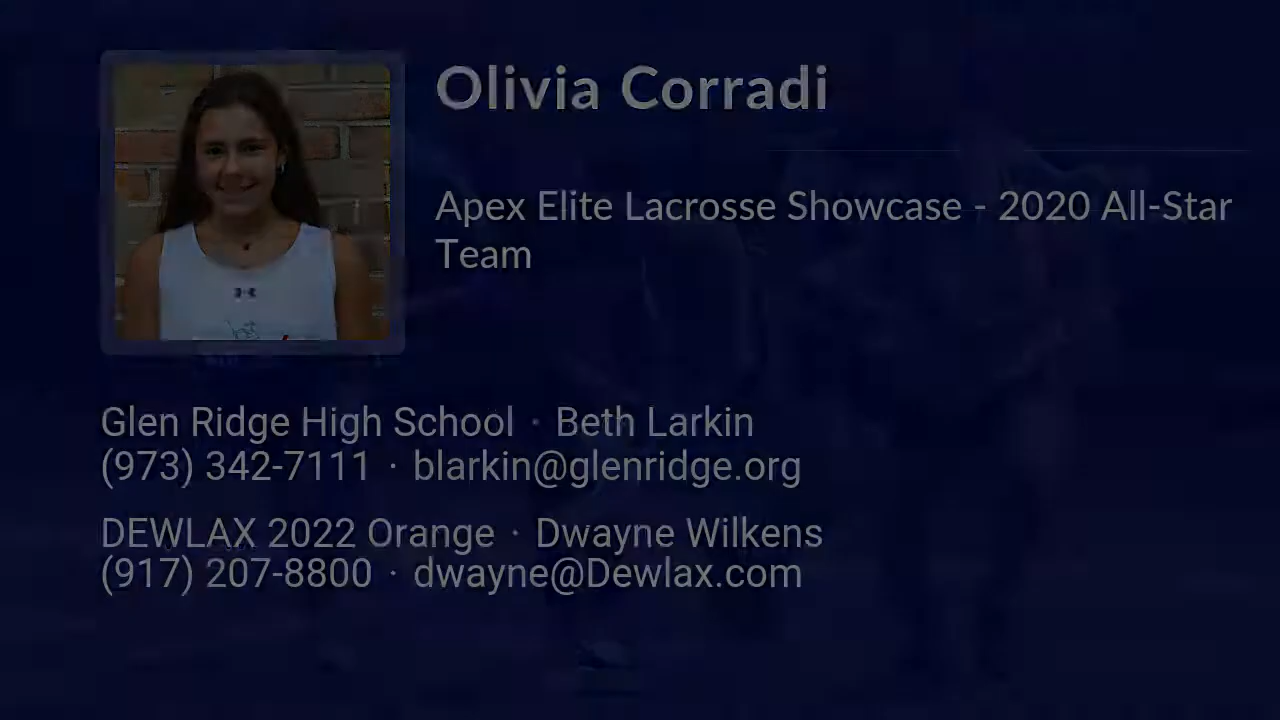 Olivia Corradi
Apex Elite Lacrosse Showcase - 2020 All-Star
Team
Glen Ridge High School · Beth Larkin
(973) 342-7111 · blarkin@glenridge.org
DEWLAX 2022 Orange · Dwayne Wilkens
(917) 207-8800 · dwayne@Dewlax.com